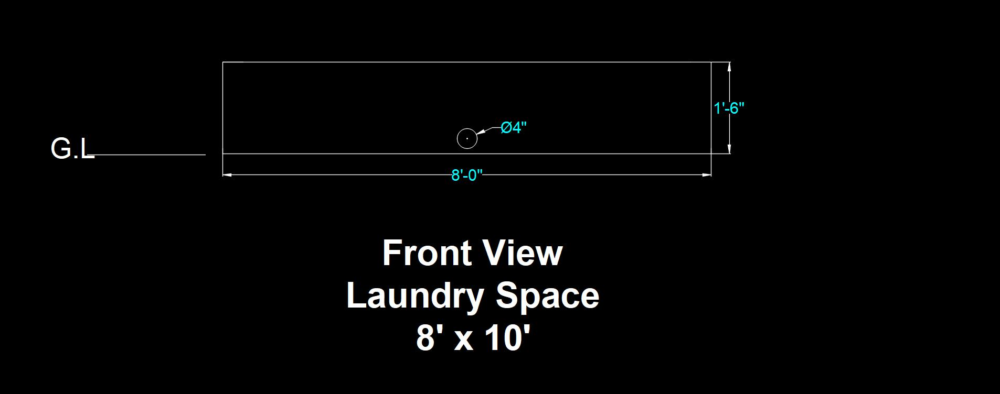 1'-6"
Ø4"
G.L
8'-0"
Front View
Laundry Space
8' x 10'